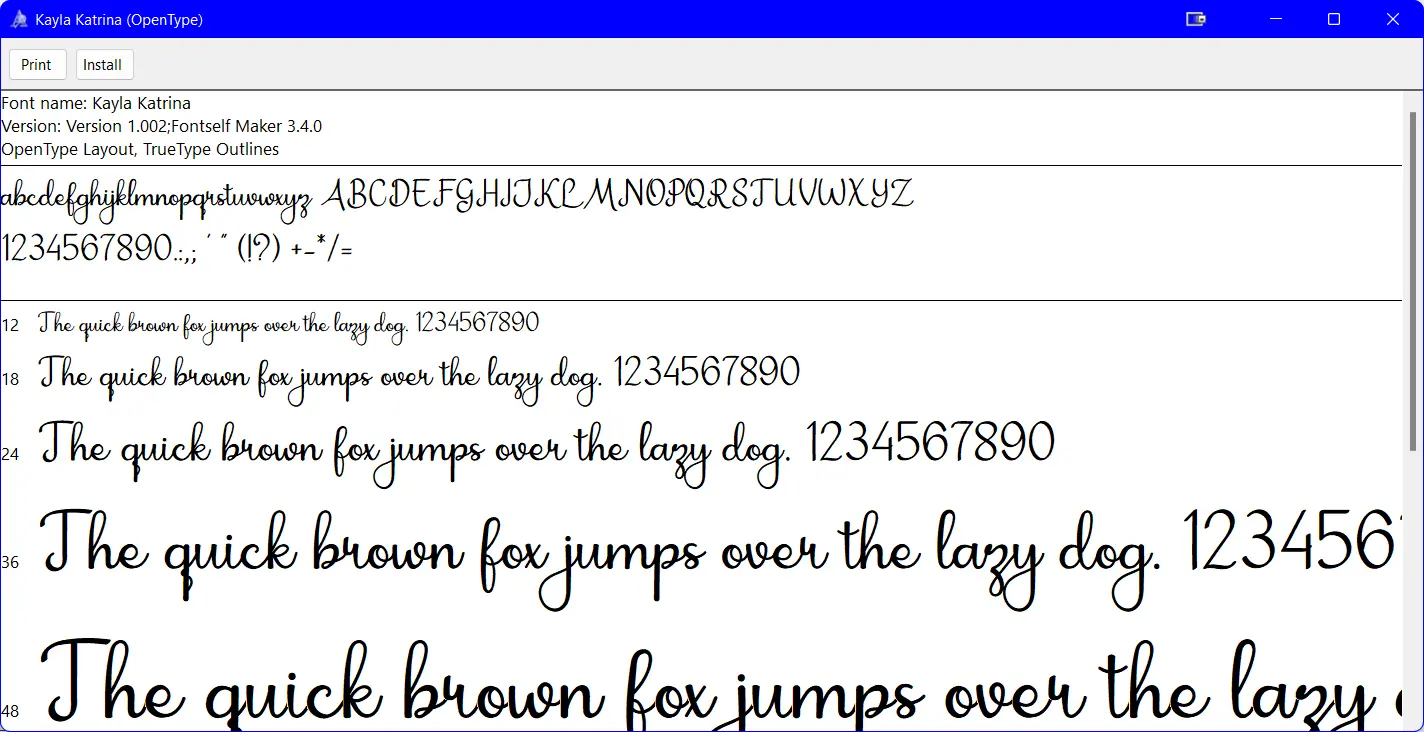 Kayla Katrina (OpenType)
Print Install
Font name: Kayla Katrina
Version: Version 1.002;Fontself Maker 3.4.0
OpenType Layout, TrueType Outlines
abcdefghijklmnopqrstuvwxyz ABCDEFGHIJKLMNOPQRSTUVWXYZ
1234567890.:,; ' " (!?) +-*/=
12 The quick brown fox jumps over the lazy dog. 1234567890
18 The quick brown fox jumps over the lazy dog. 1234567890
24 The quick brown fox jumps over the lazy dog. 1234567890
36 The quick brown fox jumps over the lazy dog. 123456
48 The quick brown fox jumps over the lazy